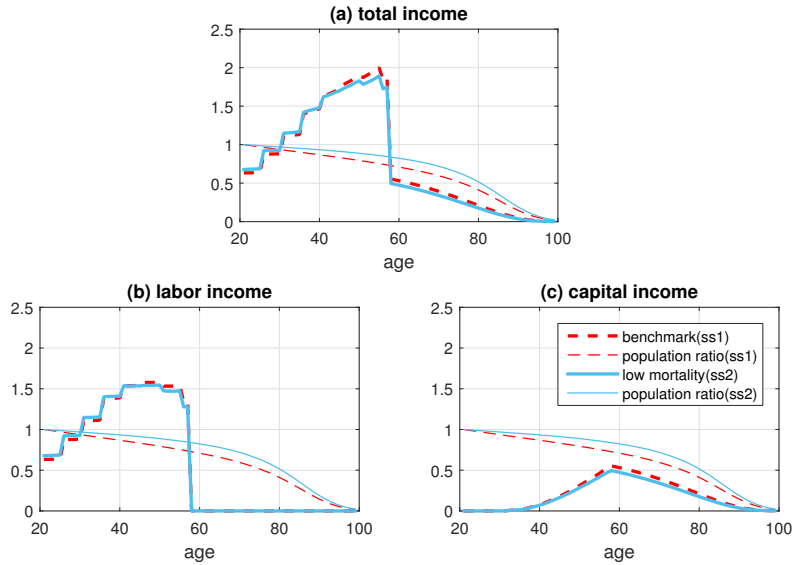 (a) total income
2.5
2
1.5
1
0.5
0
20 40 60 80 100
age
(b) labor income
2.5
2
1.5
1
0.5
0
20 40 60 80 100
age
(c) capital income
2.5
2
1.5
1
0.5
0
20 40 60 80 100
age
benchmark(ss1)
population ratio(ss1)
low mortality(ss2)
population ratio(ss2)